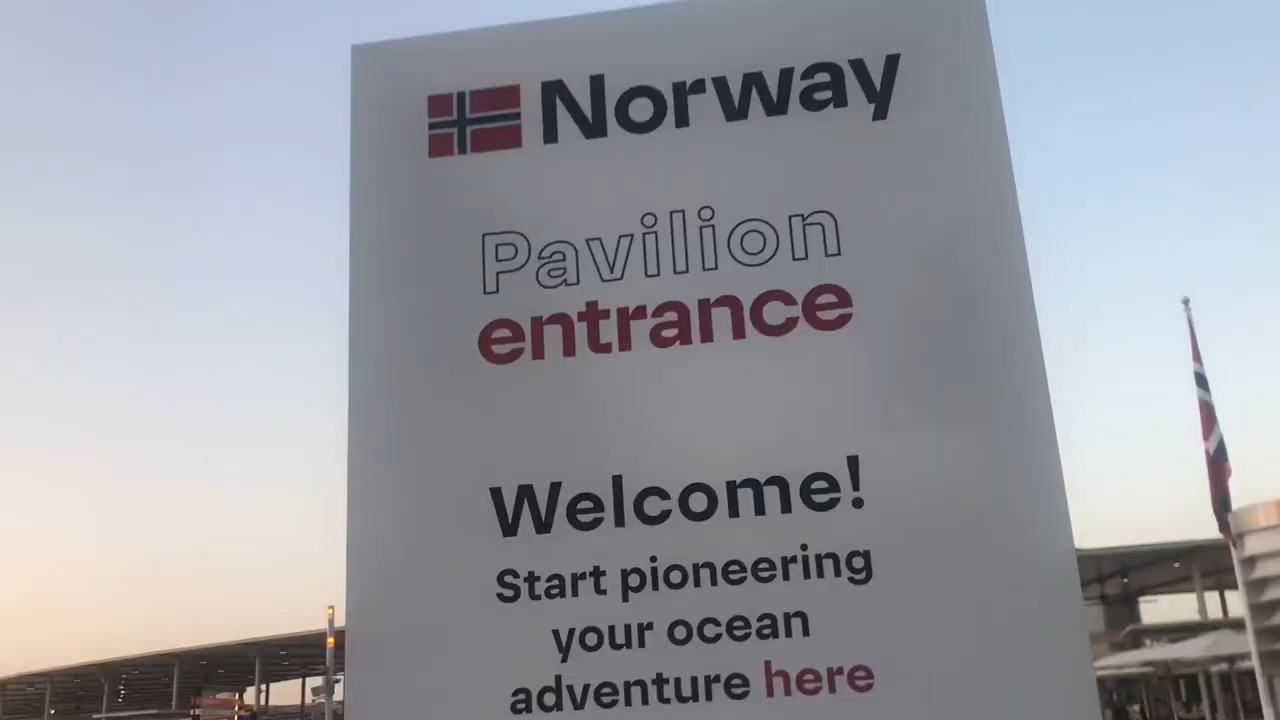 Norway
Pavilion
entrance
Welcome!
Start pioneering
your ocean
adventure here